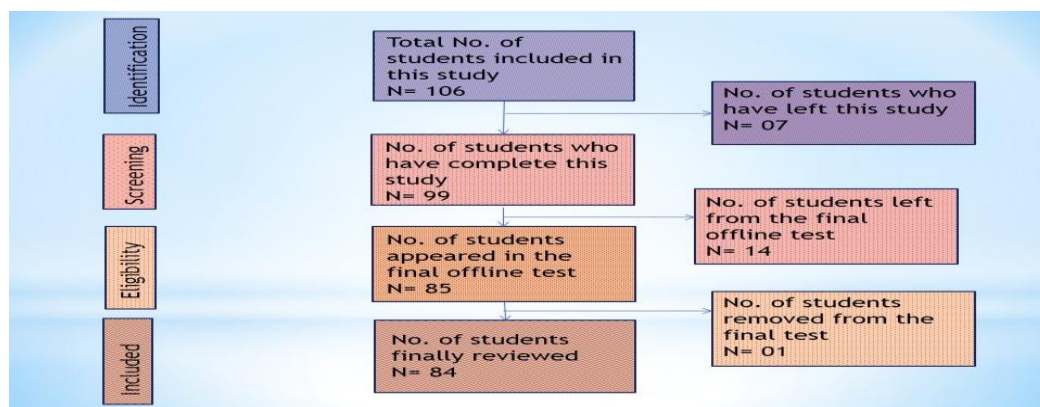 Identification
Total No. of
students included in
this study
N= 106
No. of students who
have left this study
N= 07
Screening
No. of students who
have complete this
study
N= 99
No. of students left
from the final
offline test
N= 14
Eligibility
No. of students
appeared in the
final offline test
N= 85
No. of students
removed from the
final test
N= 01
Included
No. of students
finally reviewed
N= 84